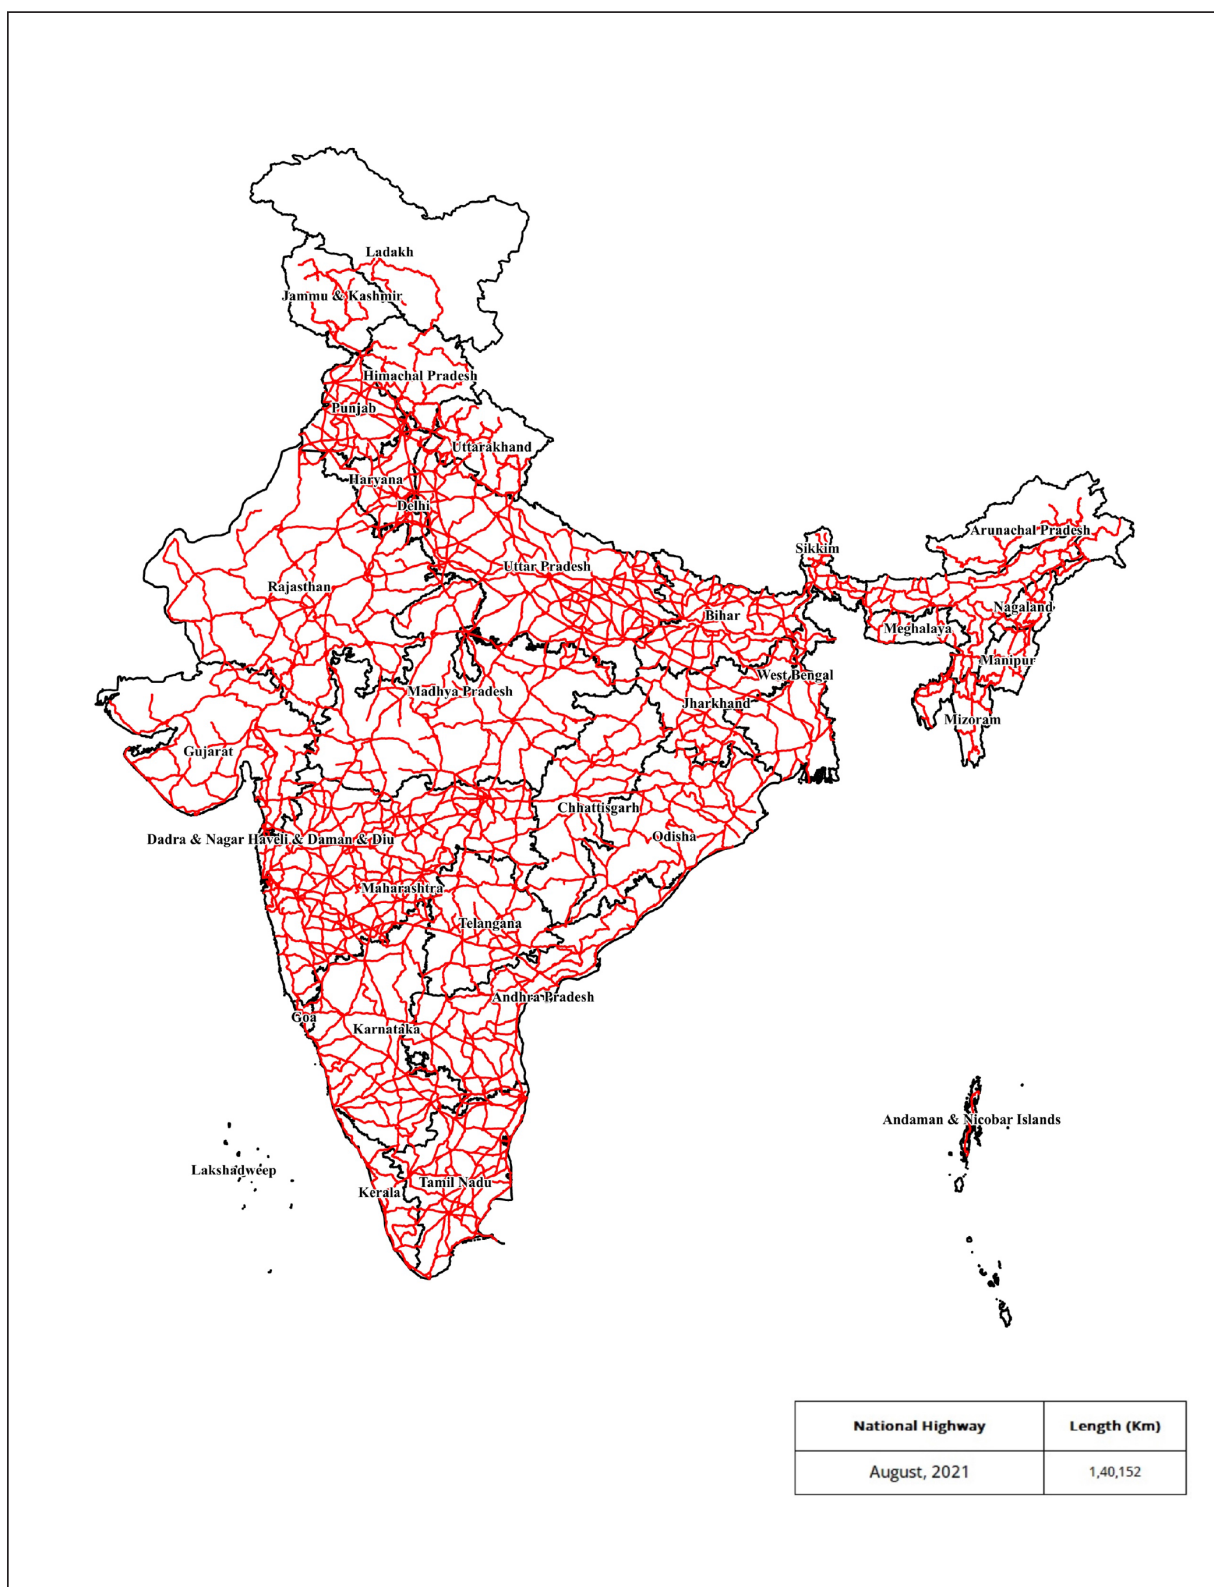 Ladakh
Jammu & Kashmir
Himachal Pradesh
Punjab
Uttarakhand
Haryana
Delhi
Arunachal Pradesh
Sikkim
Uttar Pradesh
Rajasthan
Nagaland
Bihar
Meghalaya
Manipur
West Bengal
Madhya Pradesh
Jharkhand
Mizoram
Gujarat
Chhattisgarh
Odisha
Dadra & Nagar Haveli & Daman & Diu
Maharashtra
Telangana
Andhra Pradesh
Goa
Karnataka
Andaman & Nicobar Islands
Lakshadweep
Tamil Nadu
Kerala
National Highway Length (Km)
August, 2021 1,40,152